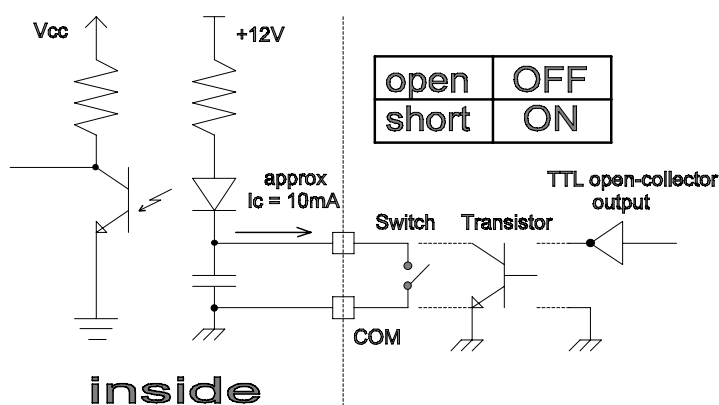 Vcc
+12V
open OFF
short ON
approx
Ic = 10mA
TTL open-collector
output
Switch
Transistor
COM
inside